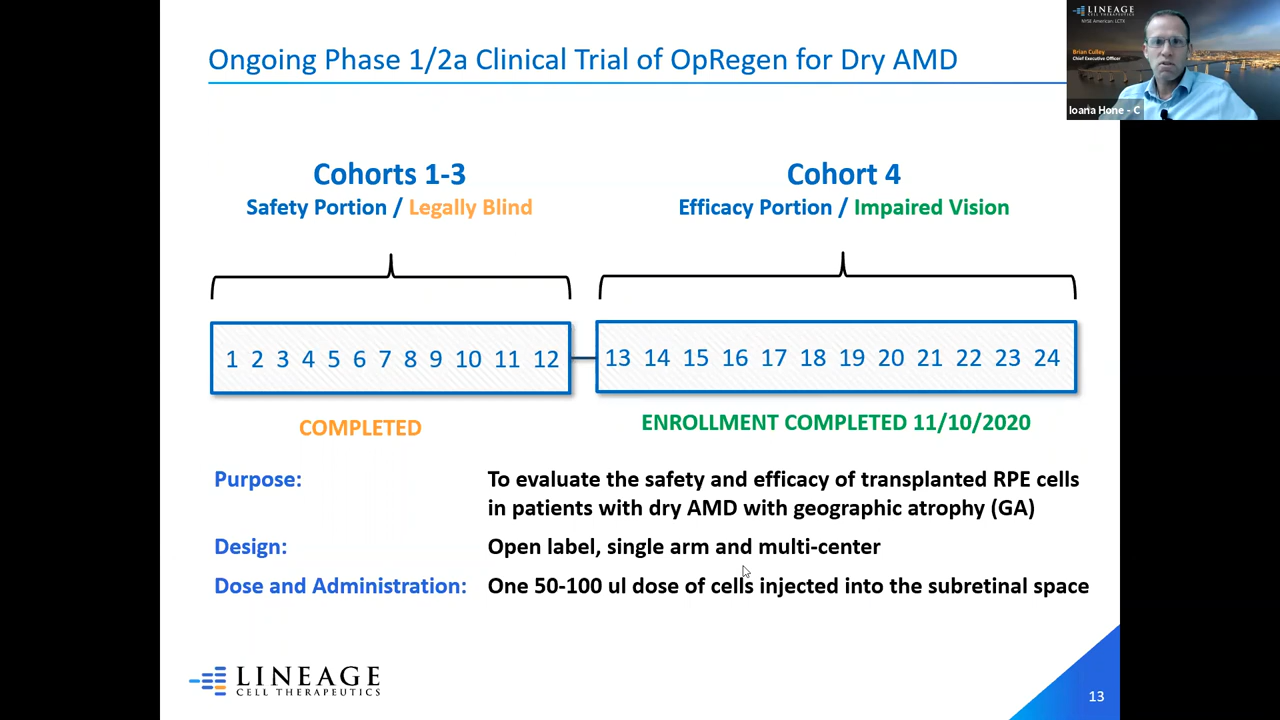 Ongoing Phase 1/2a Clinical Trial of OpRegen for Dry AMD
LINEAGE
CELL THERAPEUTICS
NYSE American: LCTX
Brian Culley
Chief Executive Officer
Ioana Hone - C
Cohorts 1-3
Safety Portion / Legally Blind
Cohort 4
Efficacy Portion / Impaired Vision
1 2 3 4 5 6 7 8 9 10 11 12
13 14 15 16 17 18 19 20 21 22 23 24
COMPLETED
ENROLLMENT COMPLETED 11/10/2020
Purpose: To evaluate the safety and efficacy of transplanted RPE cells
in patients with dry AMD with geographic atrophy (GA)
Design: Open label, single arm and multi-center
Dose and Administration: One 50-100 ul dose of cells injected into the subretinal space
LINEAGE
CELL THERAPEUTICS
13